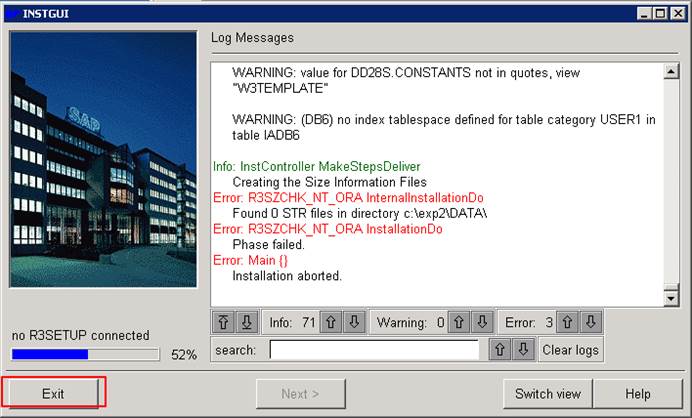 INSTGUI
Log Messages
WARNING: value for DD28S.CONSTANTS not in quotes, view
"W3TEMPLATE"
WARNING: (DB6) no index tablespace defined for table category USER1 in
table IADB6
Info: InstController MakeStepsDeliver
Creating the Size Information Files
Error: R3SZCHK_NT_ORA InternalInstallationDo
Found 0 STR files in directory c:\exp2\DATA\
Error: R3SZCHK_NT_ORA InstallationDo
Phase failed.
Error: Main {}
Installation aborted.
SAP
Info: 71
Warning: 0
Error: 3
no R3SETUP connected
52%
search:
Clear logs
Exit
Next >
Switch view
Help